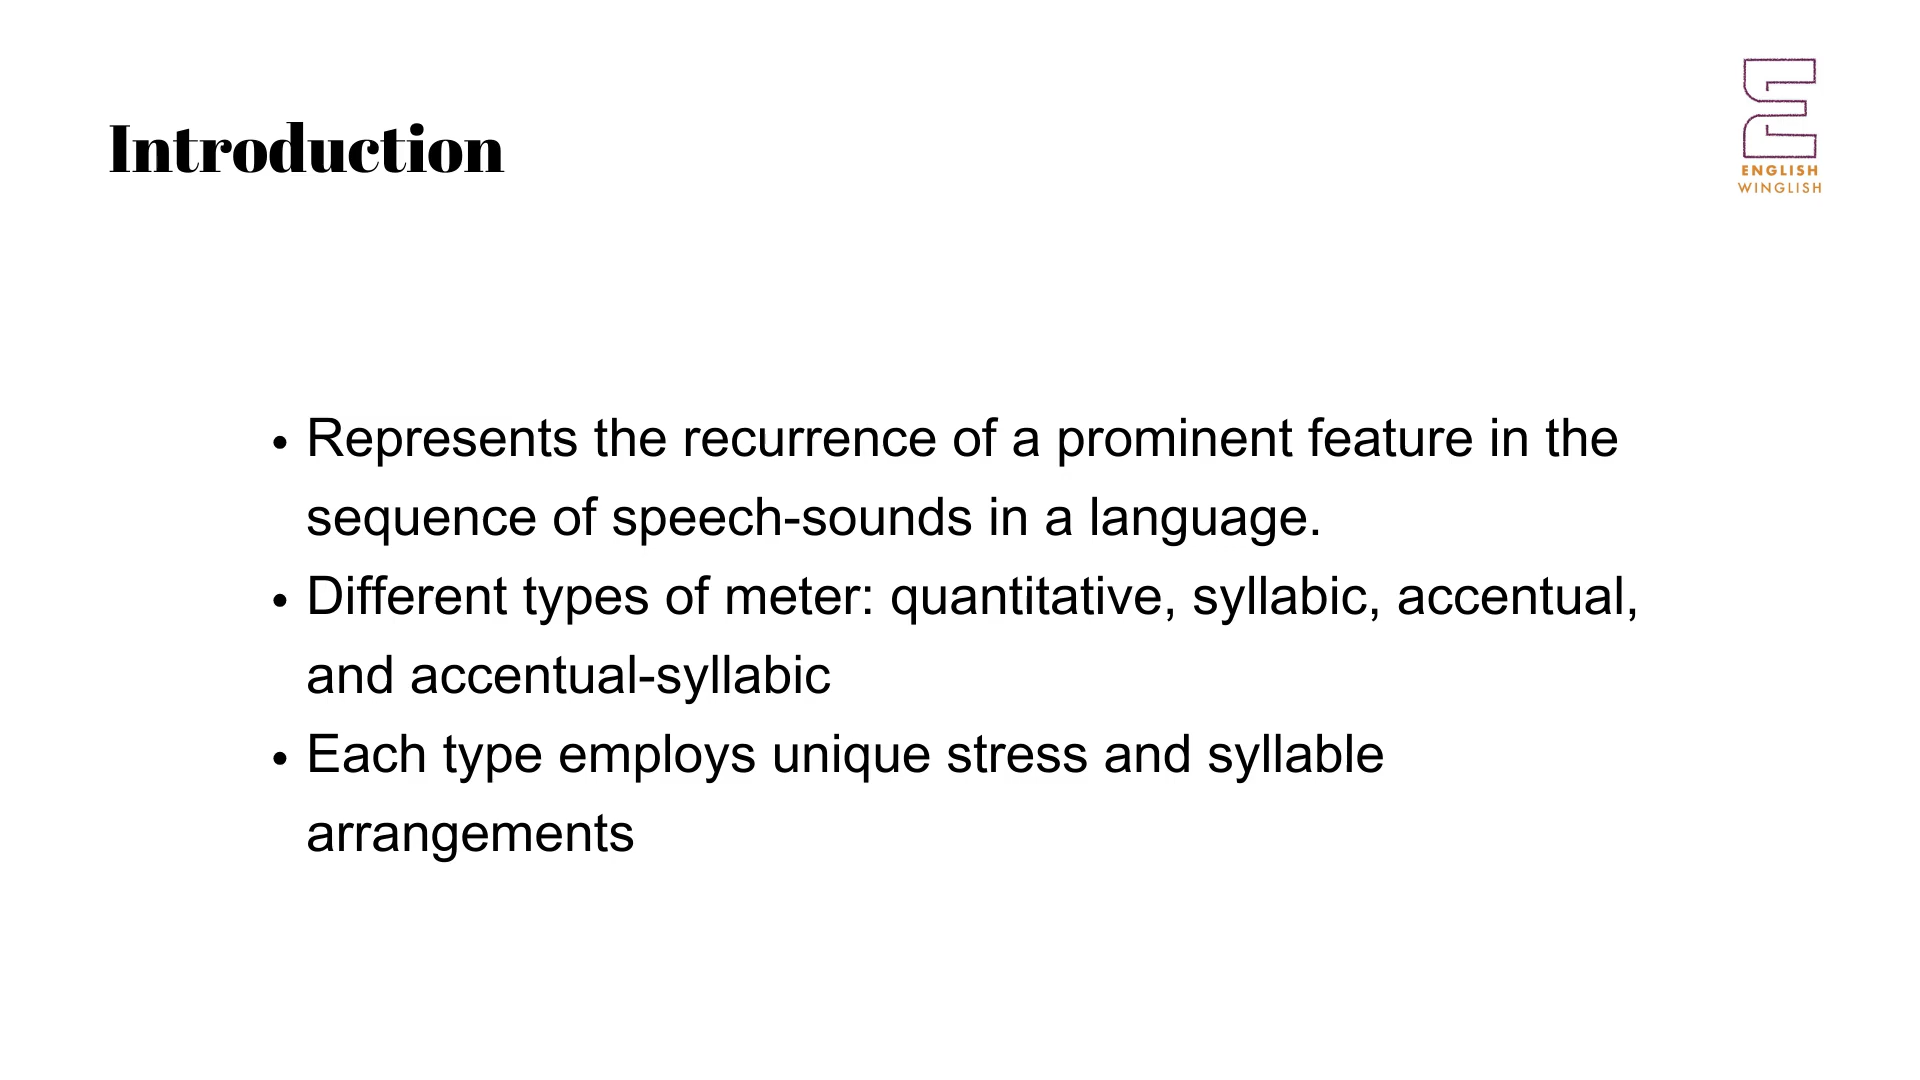 Introduction
ENGLISH
WINGLISH
• Represents the recurrence of a prominent feature in the
sequence of speech-sounds in a language.
• Different types of meter: quantitative, syllabic, accentual,
and accentual-syllabic
• Each type employs unique stress and syllable
arrangements